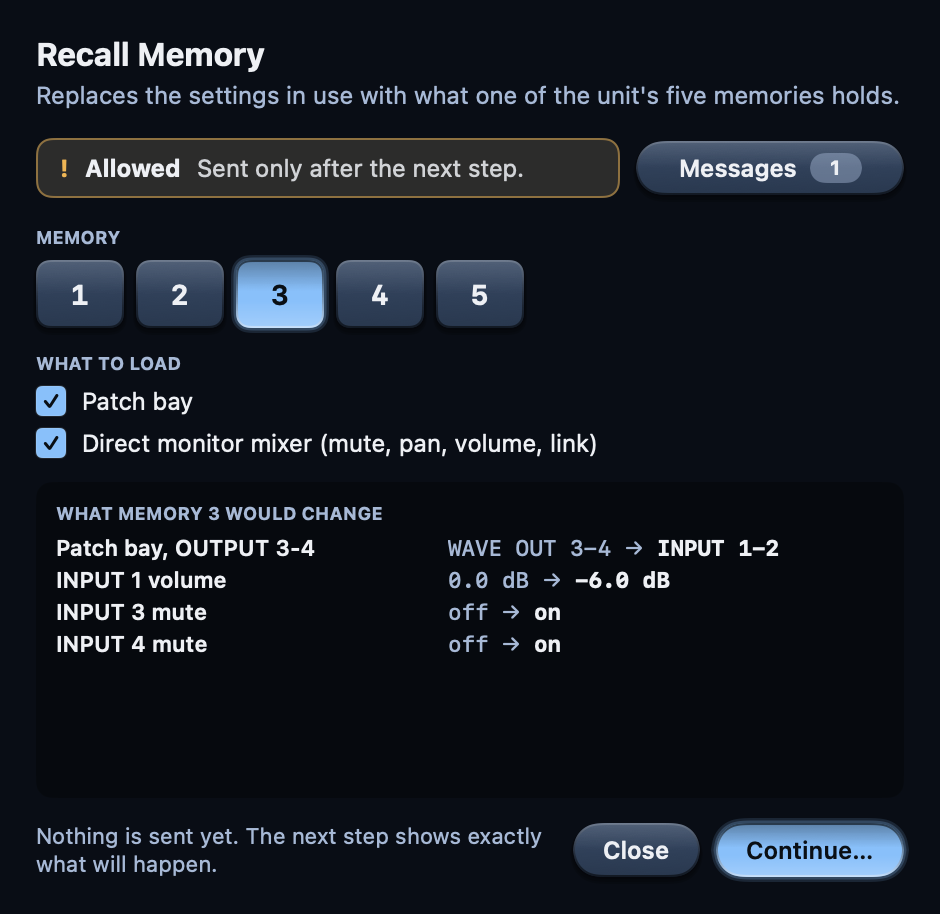 Recall Memory
Replaces the settings in use with what one of the unit's five memories holds.
! Allowed Sent only after the next step.
Messages 1
MEMORY
1 2 3 4 5
WHAT TO LOAD
Patch bay
Direct monitor mixer (mute, pan, volume, link)
WHAT MEMORY 3 WOULD CHANGE
Patch bay, OUTPUT 3-4 WAVE OUT 3–4 → INPUT 1–2
INPUT 1 volume 0.0 dB → −6.0 dB
INPUT 3 mute off → on
INPUT 4 mute off → on
Nothing is sent yet. The next step shows exactly
what will happen.
Close Continue...